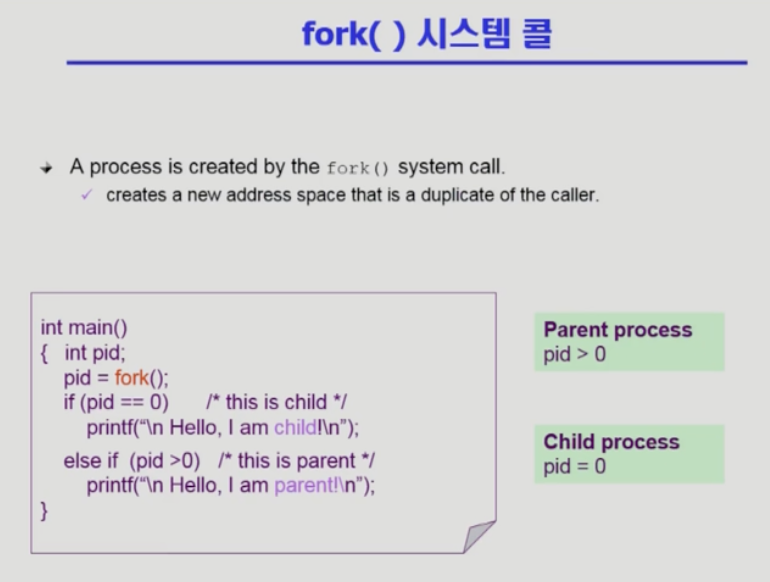 fork( ) 시스템 콜
A process is created by the fork() system call.
creates a new address space that is a duplicate of the caller.
int main()
{ int pid;
pid = fork();
if (pid == 0) /* this is child */
printf(“\n Hello, I am child!\n”);
else if (pid >0) /* this is parent */
printf(“\n Hello, I am parent!\n”);
}
Parent process
pid > 0
Child process
pid = 0